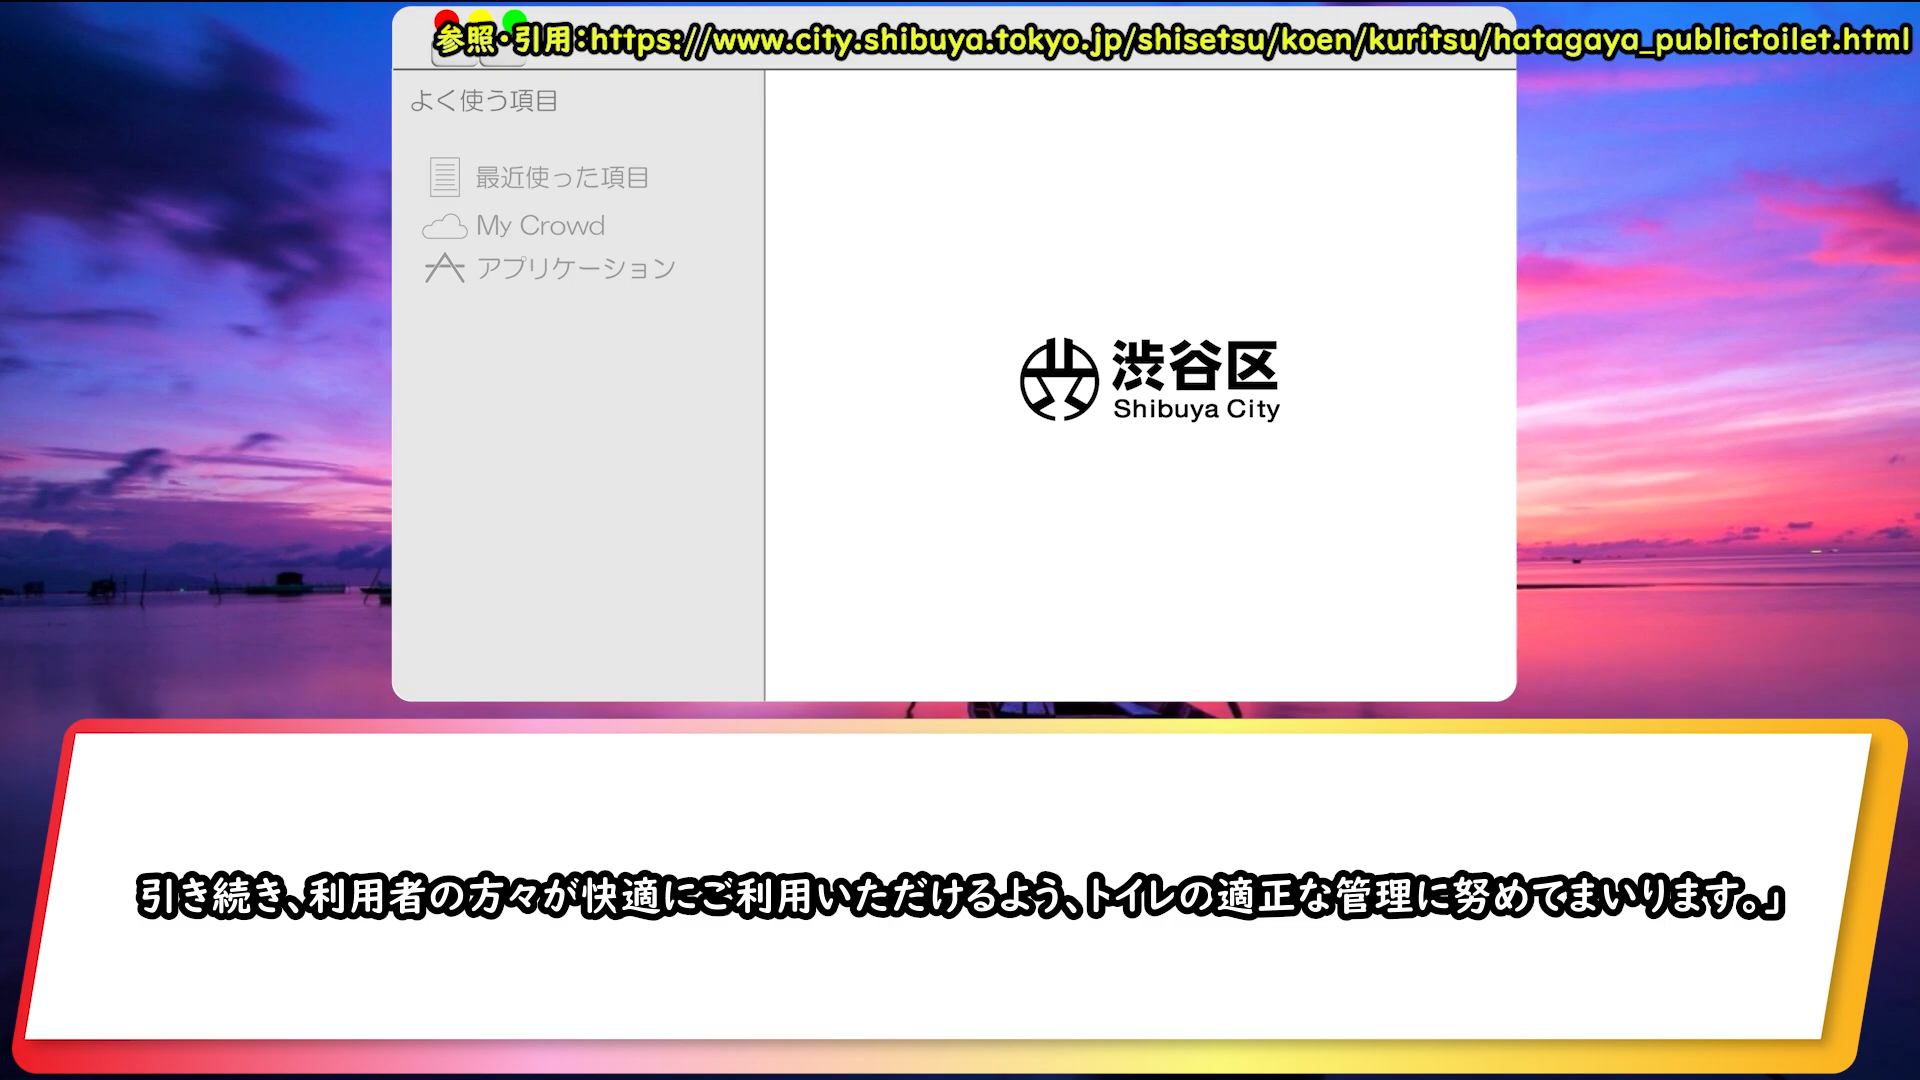 参照・引用：https://www.city.shibuya.tokyo.jp/shisetsu/koen/kuritsu/hatagaya_publictoilet.html
よく使う項目
最近使った項目
My Crowd
アプリケーション
渋谷区
Shibuya City
引き続き、利用者の方々が快適にご利用いただけるよう、トイレの適正な管理に努めてまいります。」